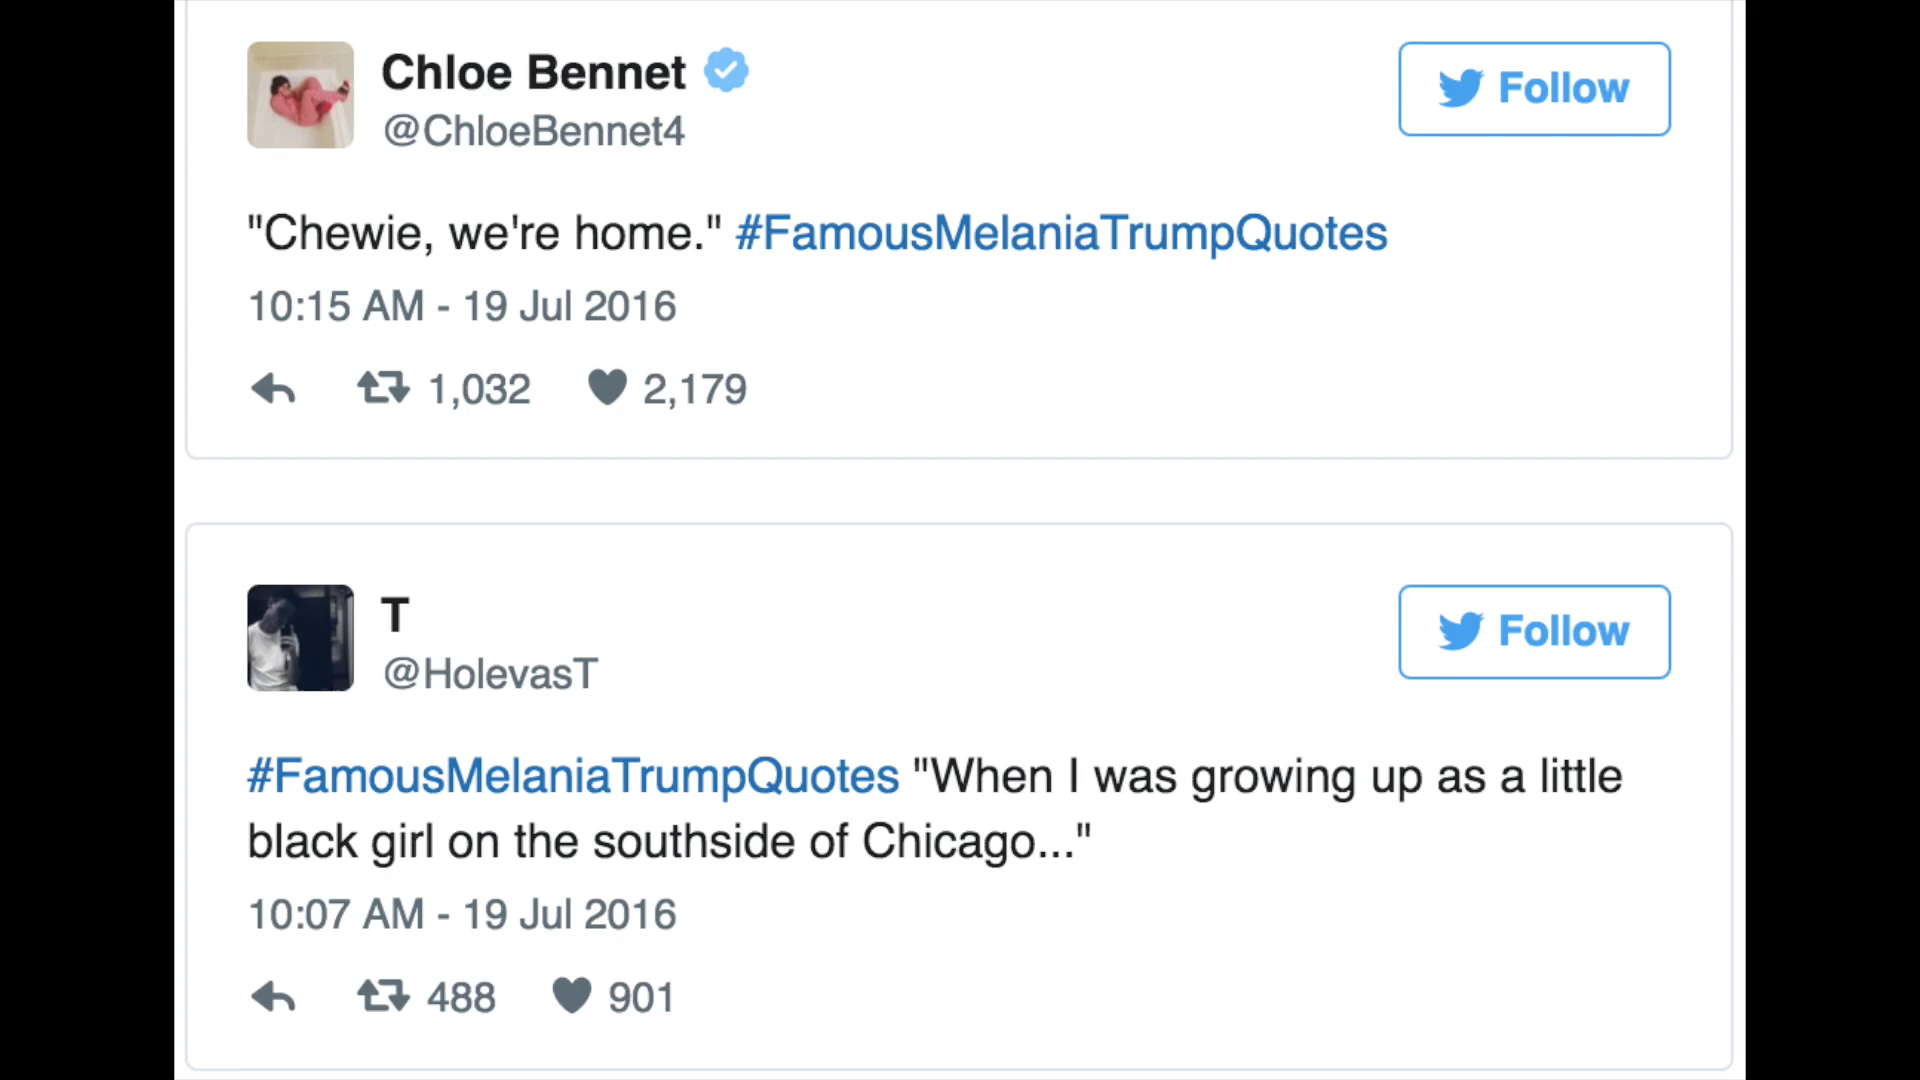 Chloe Bennet
@ChloeBennet4
Follow
"Chewie, we're home." #FamousMelaniaTrumpQuotes
10:15 AM - 19 Jul 2016
1,032 2,179
T
@HolevasT
Follow
#FamousMelaniaTrumpQuotes "When I was growing up as a little
black girl on the southside of Chicago..."
10:07 AM - 19 Jul 2016
488 901